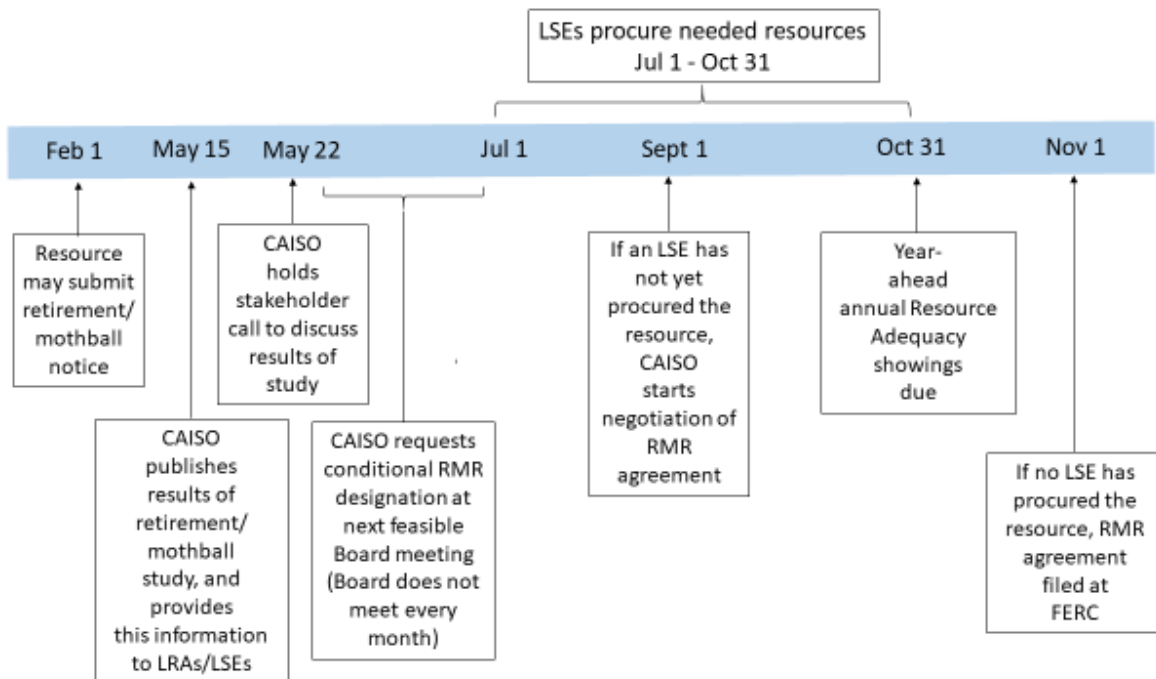 LSEs procure needed resources
Jul 1 - Oct 31
Feb 1
May 15
May 22
Jul 1
Sept 1
Oct 31
Nov 1
Resource
may submit
retirement/
mothball
notice
CAISO
publishes
results of
retirement/
mothball
study, and
provides
this information
to LRAs/LSEs
CAISO
holds
stakeholder
call to discuss
results of
study
CAISO requests
conditional RMR
designation at
next feasible
Board meeting
(Board does not
meet every
month)
If an LSE has
not yet
procured the
resource,
CAISO
starts
negotiation of
RMR
agreement
Year-
ahead
annual Resource
Adequacy
showings
due
If no LSE has
procured the
resource, RMR
agreement
filed at
FERC